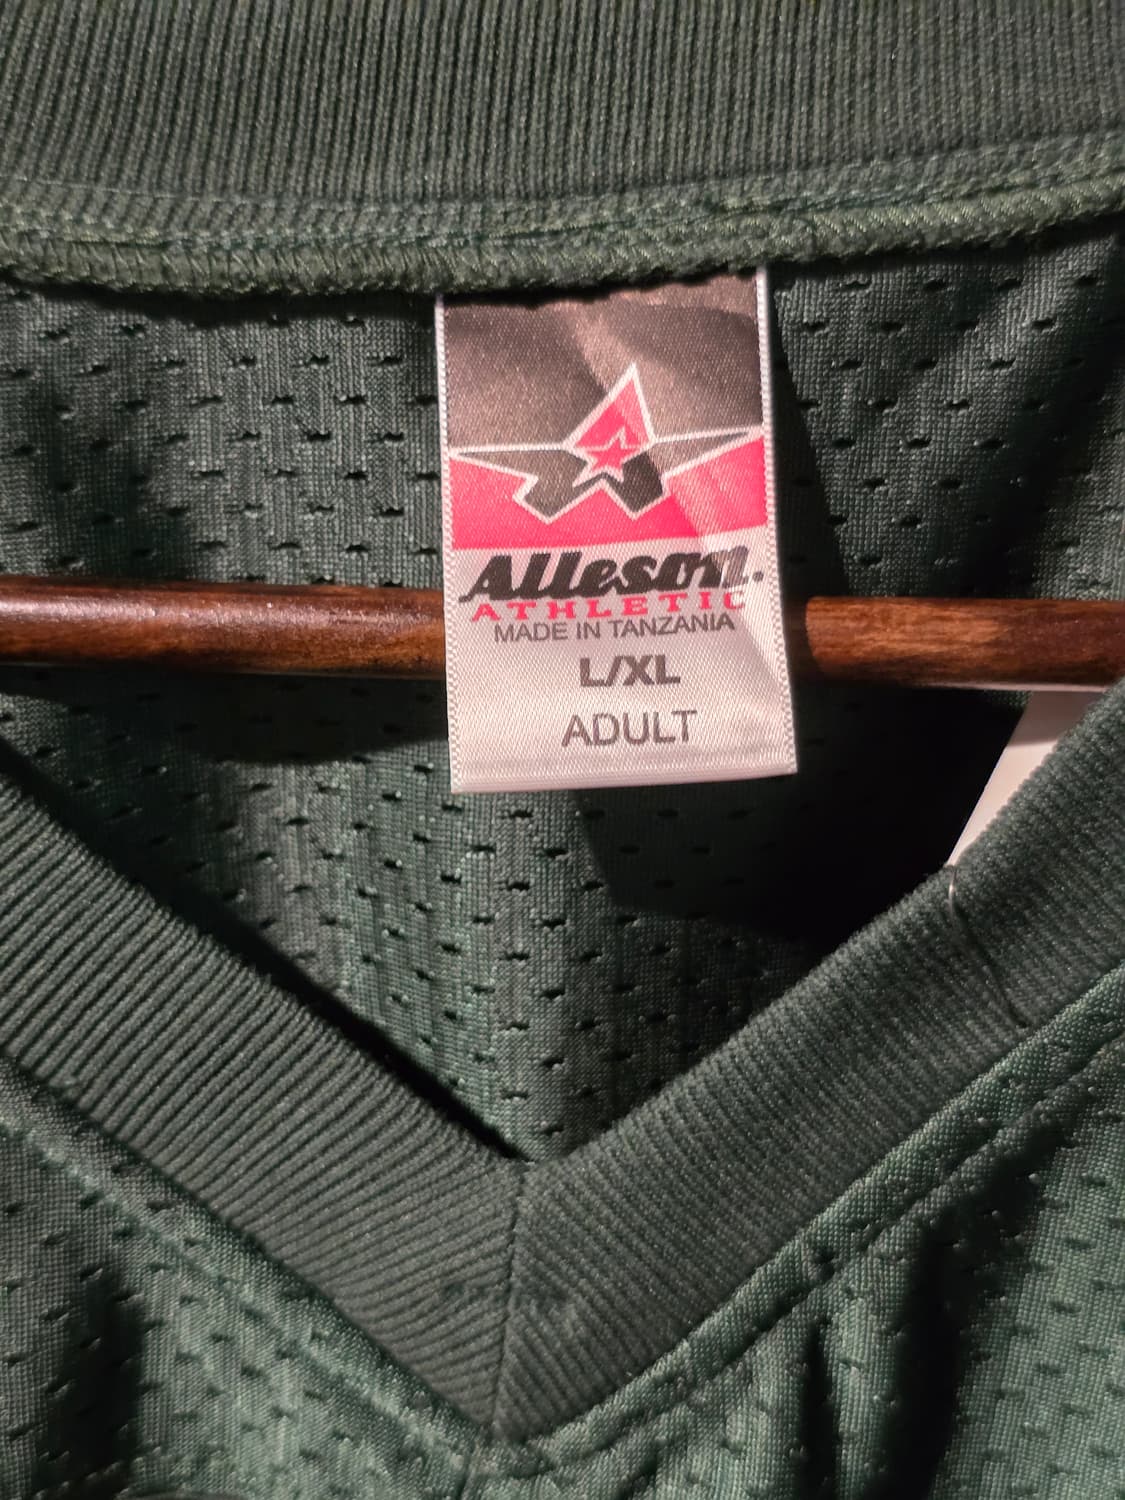 Alleson.
ATHLETIC
MADE IN TANZANIA
L/XL
ADULT